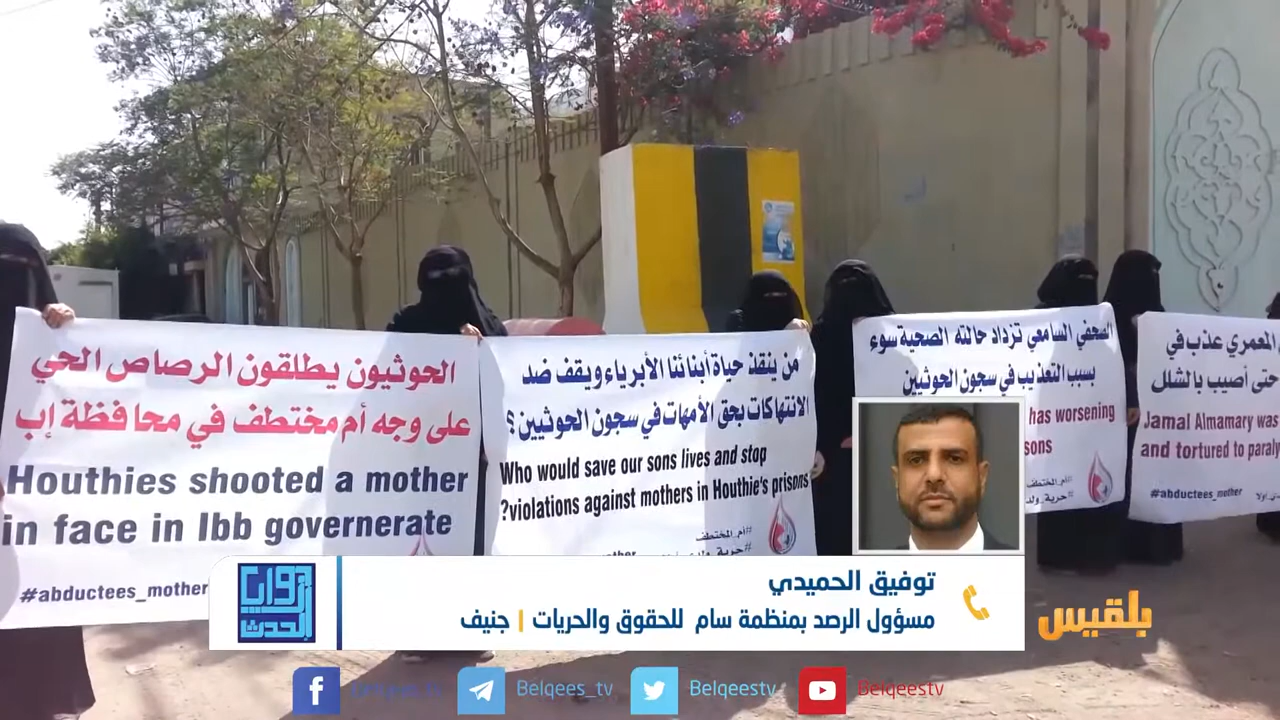 الحوثيون يطلقون الرصاص الحي
على وجه أم مختطف في محافظة إب
Houthies shooted a mother
in face in Ibb governerate
#abductees_mother
من ينقذ حياة أبنائنا الأبرياء ويقف ضد
الانتهاكات بحق الأمهات في سجون الحوثيين ؟
Who would save our sons lives and stop
?violations against mothers in Houthie's prisons
#أم_المختطف
الصحفي السامعي تزداد حالته الصحية سوء
بسبب التعذيب في سجون الحوثيين
has worsening
sons
المعمري عذب في
حتى أصيب بالشلل
Jamal Almamary was
and tortured to paraly
#abductees_mother
توفيق الحميدي
مسؤول الرصد بمنظمة سام للحقوق والحريات | جنيف
بلقيس
Belqees_tv
Belqees_tv
Belqeestv
Belqeestv